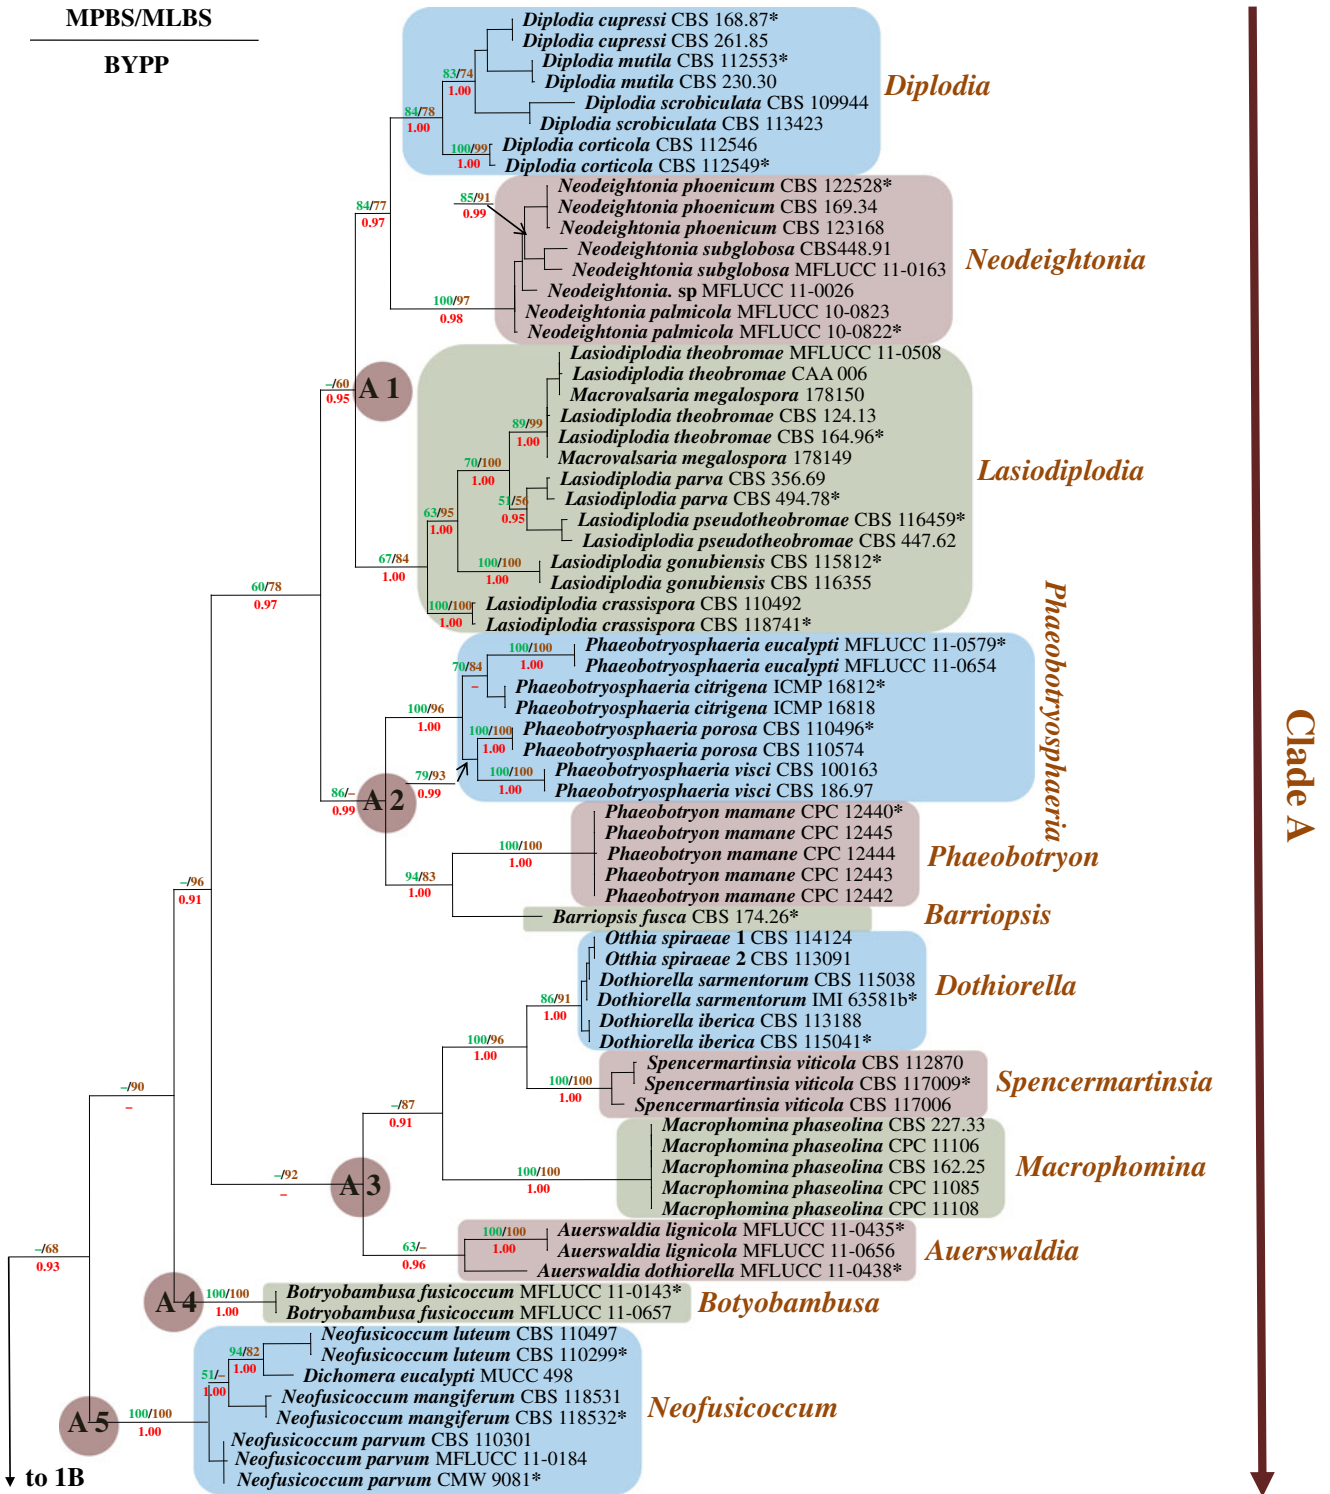 MPBS/MLBS
BYPP
Diplodia cupressi CBS 168.87*
Diplodia cupressi CBS 261.85
Diplodia mutila CBS 112553*
Diplodia mutila CBS 230.30
Diplodia scrobiculata CBS 109944
Diplodia scrobiculata CBS 113423
Diplodia corticola CBS 112546
Diplodia corticola CBS 112549*
Diplodia
83/74
1.00
84/78
1.00
100/99
1.00
Neodeightonia phoenicum CBS 122528*
Neodeightonia phoenicum CBS 169.34
Neodeightonia phoenicum CBS 123168
Neodeightonia subglobosa CBS448.91
Neodeightonia subglobosa MFLUCC 11-0163
Neodeightonia. sp MFLUCC 11-0026
Neodeightonia palmicola MFLUCC 10-0823
Neodeightonia palmicola MFLUCC 10-0822*
Neodeightonia
85/91
0.99
84/77
0.97
100/97
0.98
Lasiodiplodia theobromae MFLUCC 11-0508
Lasiodiplodia theobromae CAA 006
Macrovalsaria megalospora 178150
Lasiodiplodia theobromae CBS 124.13
Lasiodiplodia theobromae CBS 164.96*
Macrovalsaria megalospora 178149
Lasiodiplodia parva CBS 356.69
Lasiodiplodia parva CBS 494.78*
Lasiodiplodia pseudotheobromae CBS 116459*
Lasiodiplodia pseudotheobromae CBS 447.62
Lasiodiplodia gonubiensis CBS 115812*
Lasiodiplodia gonubiensis CBS 116355
Lasiodiplodia crassispora CBS 110492
Lasiodiplodia crassispora CBS 118741*
Lasiodiplodia
–/60
0.95
A 1
89/99
1.00
70/100
1.00
51/56
0.95
63/95
1.00
67/84
1.00
100/100
1.00
100/100
1.00
60/78
0.97
Phaeobotryosphaeria eucalypti MFLUCC 11-0579*
Phaeobotryosphaeria eucalypti MFLUCC 11-0654
Phaeobotryosphaeria citrigena ICMP 16812*
Phaeobotryosphaeria citrigena ICMP 16818
Phaeobotryosphaeria porosa CBS 110496*
Phaeobotryosphaeria porosa CBS 110574
Phaeobotryosphaeria visci CBS 100163
Phaeobotryosphaeria visci CBS 186.97
Phaeobotryosphaeria
100/100
1.00
70/84
–
100/96
1.00
100/100
1.00
79/93
0.99
100/100
1.00
86/–
0.99
A 2
Clade A
Phaeobotryon mamane CPC 12440*
Phaeobotryon mamane CPC 12445
Phaeobotryon mamane CPC 12444
Phaeobotryon mamane CPC 12443
Phaeobotryon mamane CPC 12442
Phaeobotryon
100/100
1.00
94/83
1.00
Barriopsis fusca CBS 174.26*
Barriopsis
–/96
0.91
Otthia spiraeae 1 CBS 114124
Otthia spiraeae 2 CBS 113091
Dothiorella sarmentorum CBS 115038
Dothiorella sarmentorum IMI 63581b*
Dothiorella iberica CBS 113188
Dothiorella iberica CBS 115041*
Dothiorella
86/91
1.00
100/96
1.00
Spencermartinsia viticola CBS 112870
Spencermartinsia viticola CBS 117009*
Spencermartinsia viticola CBS 117006
Spencermartinsia
100/100
1.00
–/90
–
–/87
0.91
Macrophomina phaseolina CBS 227.33
Macrophomina phaseolina CPC 11106
Macrophomina phaseolina CBS 162.25
Macrophomina phaseolina CPC 11085
Macrophomina phaseolina CPC 11108
Macrophomina
100/100
1.00
–/92
–
A 3
Auerswaldia lignicola MFLUCC 11-0435*
Auerswaldia lignicola MFLUCC 11-0656
Auerswaldia dothiorella MFLUCC 11-0438*
Auerswaldia
100/100
1.00
63/–
0.96
–/68
0.93
Botryobambusa fusicoccum MFLUCC 11-0143*
Botryobambusa fusicoccum MFLUCC 11-0657
Botyobambusa
A 4
100/100
1.00
Neofusicoccum luteum CBS 110497
Neofusicoccum luteum CBS 110299*
Dichomera eucalypti MUCC 498
Neofusicoccum mangiferum CBS 118531
Neofusicoccum mangiferum CBS 118532*
Neofusicoccum parvum CBS 110301
Neofusicoccum parvum MFLUCC 11-0184
Neofusicoccum parvum CMW 9081*
Neofusicoccum
94/82
1.00
51/–
1.00
A 5
100/100
1.00
to 1B